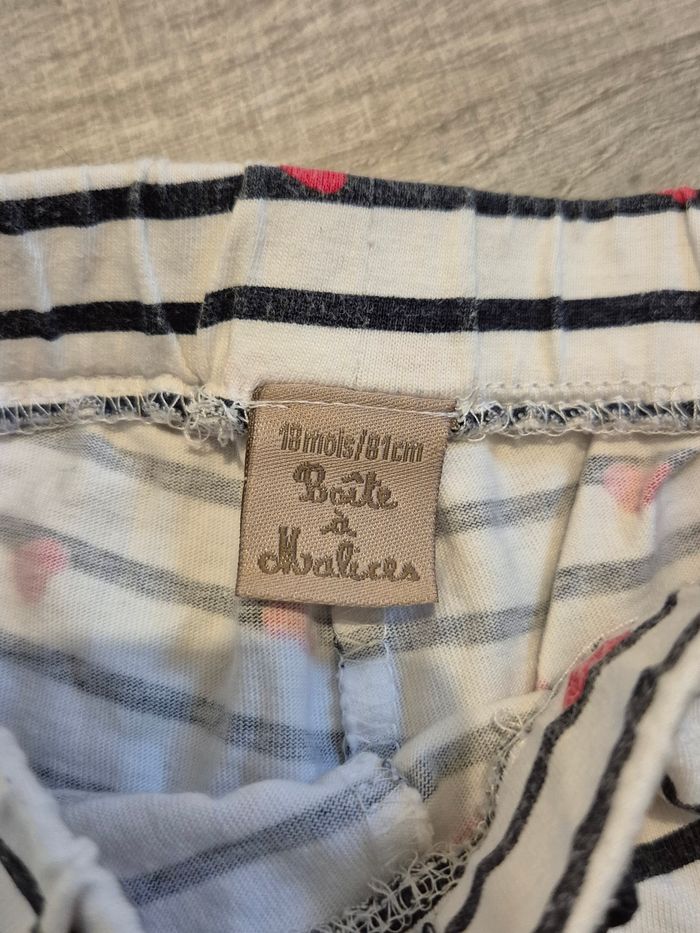 18mois/81cm
Boîte
à
Malices